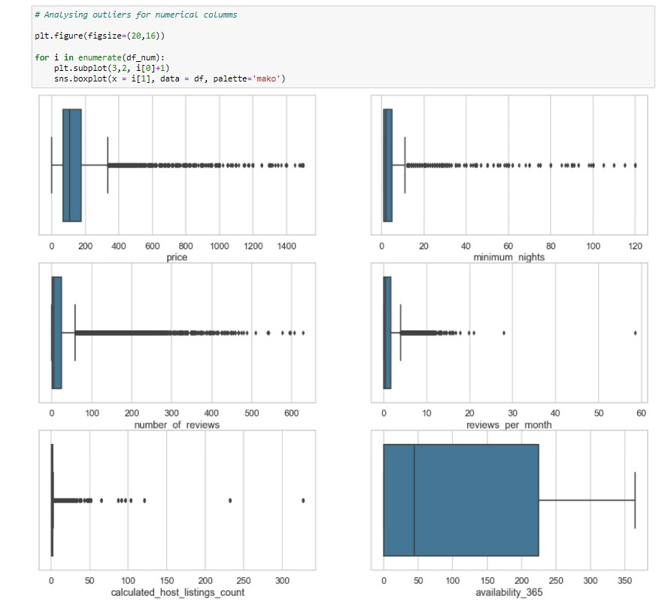 # Analysing outliers for numerical columns
plt.figure(figsize=(20,16))
for i in enumerate(df_num):
plt.subplot(3,2, i[0]+1)
sns.boxplot(x = i[1], data = df, palette='mako')
0 200 400 600 800 1000 1200 1400
price
0 20 40 60 80 100 120
minimum_nights
0 100 200 300 400 500 600
number_of_reviews
0 10 20 30 40 50 60
reviews_per_month
0 50 100 150 200 250 300
calculated_host_listings_count
0 50 100 150 200 250 300 350
availability_365